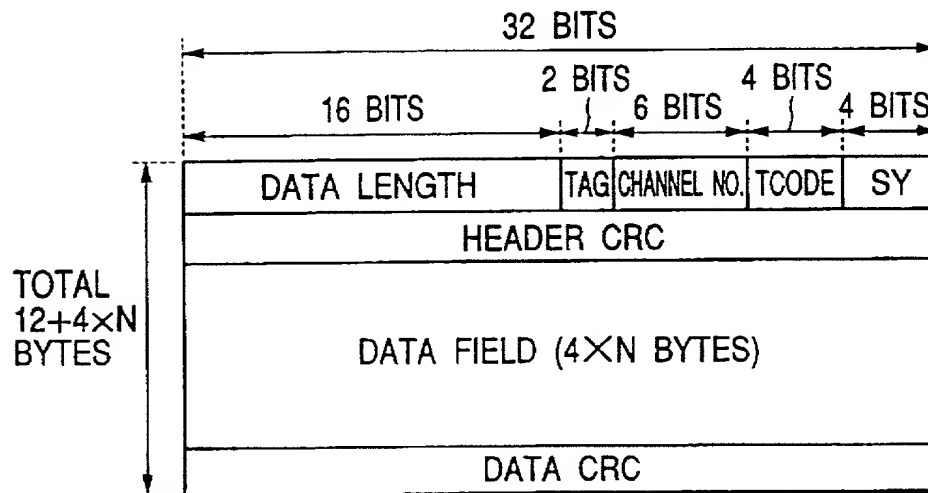 32 BITS
2 BITS 4 BITS
16 BITS 6 BITS 4 BITS
DATA LENGTH TAG CHANNEL NO. TCODE SY
HEADER CRC
TOTAL
12+4×N
BYTES
DATA FIELD (4×N BYTES)
DATA CRC